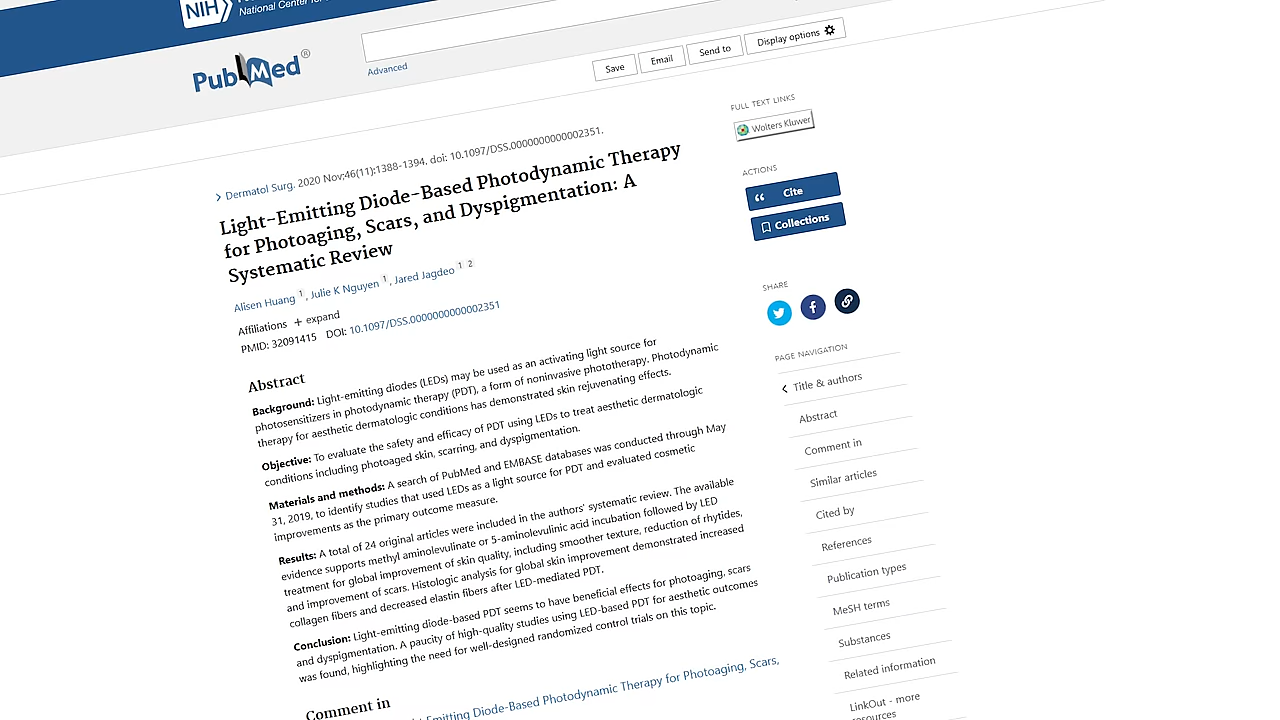 NIH
National Center for
PubMed®
Advanced
Save
Email
Send to
Display options
FULL TEXT LINKS
Wolters Kluwer
ACTIONS
Cite
Collections
SHARE
PAGE NAVIGATION
Title & authors
Abstract
Comment in
Similar articles
Cited by
References
Publication types
MeSH terms
Substances
Related information
LinkOut - more
resources
Dermatol Surg. 2020 Nov;46(11):1388-1394. doi: 10.1097/DSS.0000000000002351.
Light-Emitting Diode-Based Photodynamic Therapy
for Photoaging, Scars, and Dyspigmentation: A
Systematic Review
Alisen Huang 1, Julie K Nguyen 1, Jared Jagdeo 1 2
Affiliations + expand
PMID: 32091415 DOI: 10.1097/DSS.0000000000002351
Abstract
Background: Light-emitting diodes (LEDs) may be used as an activating light source for
photosensitizers in photodynamic therapy (PDT), a form of noninvasive phototherapy. Photodynamic
therapy for aesthetic dermatologic conditions has demonstrated skin rejuvenating effects.
Objective: To evaluate the safety and efficacy of PDT using LEDs to treat aesthetic dermatologic
conditions including photoaged skin, scarring, and dyspigmentation.
Materials and methods: A search of PubMed and EMBASE databases was conducted through May
31, 2019, to identify studies that used LEDs as a light source for PDT and evaluated cosmetic
improvements as the primary outcome measure.
Results: A total of 24 original articles were included in the authors' systematic review. The available
evidence supports methyl aminolevulinate or 5-aminolevulinic acid incubation followed by LED
treatment for global improvement of skin quality, including smoother texture, reduction of rhytides,
and improvement of scars. Histologic analysis for global skin improvement demonstrated increased
collagen fibers and decreased elastin fibers after LED-mediated PDT.
Conclusion: Light-emitting diode-based PDT seems to have beneficial effects for photoaging, scars
and dyspigmentation. A paucity of high-quality studies using LED-based PDT for aesthetic outcomes
was found, highlighting the need for well-designed randomized control trials on this topic.
Comment in
Emitting Diode-Based Photodynamic Therapy for Photoaging, Scars,